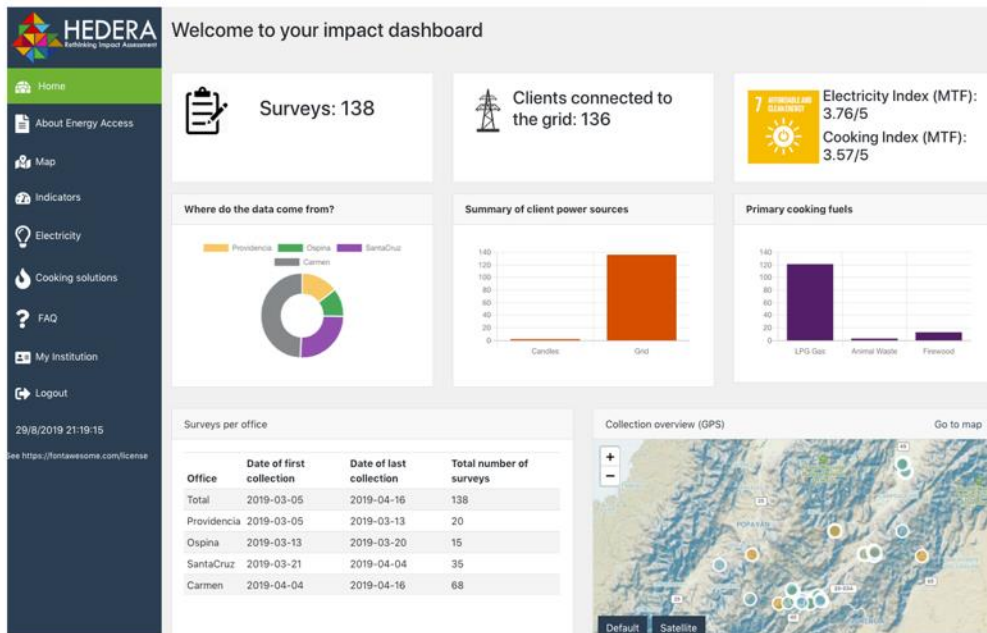 HEDERA
Rethinking Impact Assessment
Home
About Energy Access
Map
Indicators
Electricity
Cooking solutions
FAQ
My Institution
Logout
29/8/2019 21:19:15
See https://fontawesome.com/license
Welcome to your impact dashboard
Surveys: 138
Clients connected to
the grid: 136
7 AFFORDABLE AND
CLEAN ENERGY
Electricity Index (MTF):
3.76/5
Cooking Index (MTF):
3.57/5
Where do the data come from?
Providencia Ospina SantaCruz
Carmen
Summary of client power sources
140
120
100
80
60
40
20
0
Candles Grid
Primary cooking fuels
140
120
100
80
60
40
20
0
LPG Gas Animal Waste Firewood
Surveys per office
Office Date of first collection Date of last collection Total number of surveys
Total 2019-03-05 2019-04-16 138
Providencia 2019-03-05 2019-03-13 20
Ospina 2019-03-13 2019-03-20 15
SantaCruz 2019-03-21 2019-04-04 35
Carmen 2019-04-04 2019-04-16 68
Collection overview (GPS) Go to map
+
−
45
25
POPAYÁN
Default Satellite